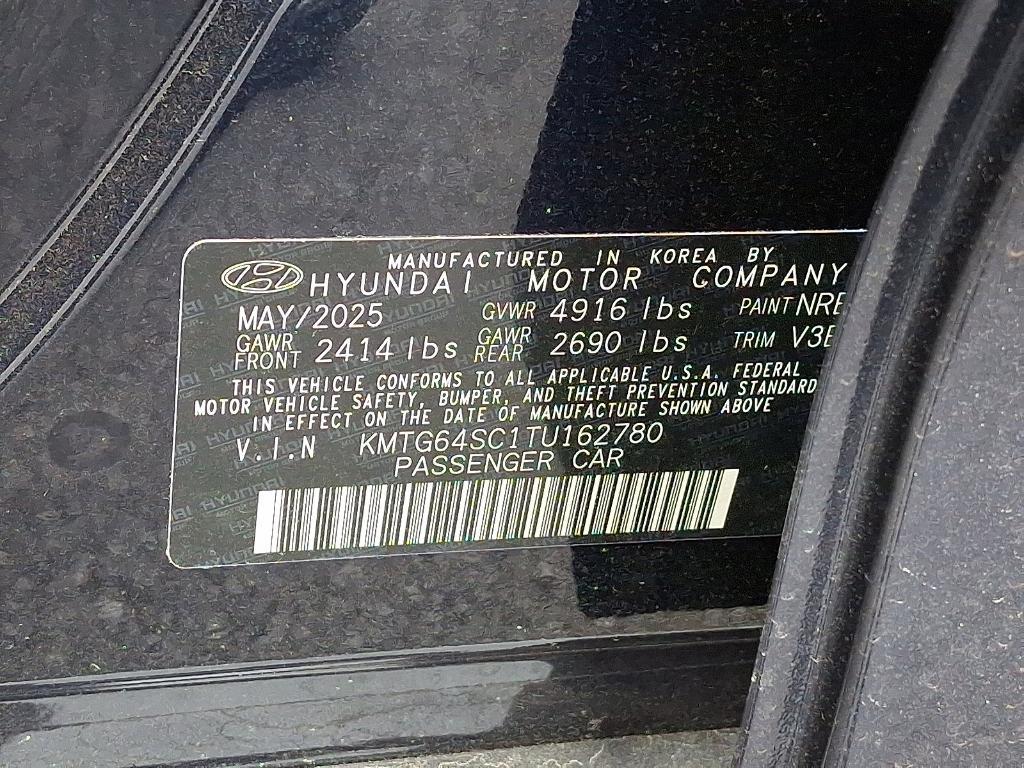 MANUFACTURED IN KOREA BY
HYUNDAI MOTOR COMPANY
MAY/2025 GVWR 4916 lbs PAINT
GAWR FRONT 2414 lbs GAWR REAR 2690 lbs TRIM
THIS VEHICLE CONFORMS TO ALL APPLICABLE U.S.A. FEDERAL
MOTOR VEHICLE SAFETY, BUMPER, AND THEFT PREVENTION STANDARD
IN EFFECT ON THE DATE OF MANUFACTURE SHOWN ABOVE
V.I.N KMTG64SC1TU162780
PASSENGER CAR